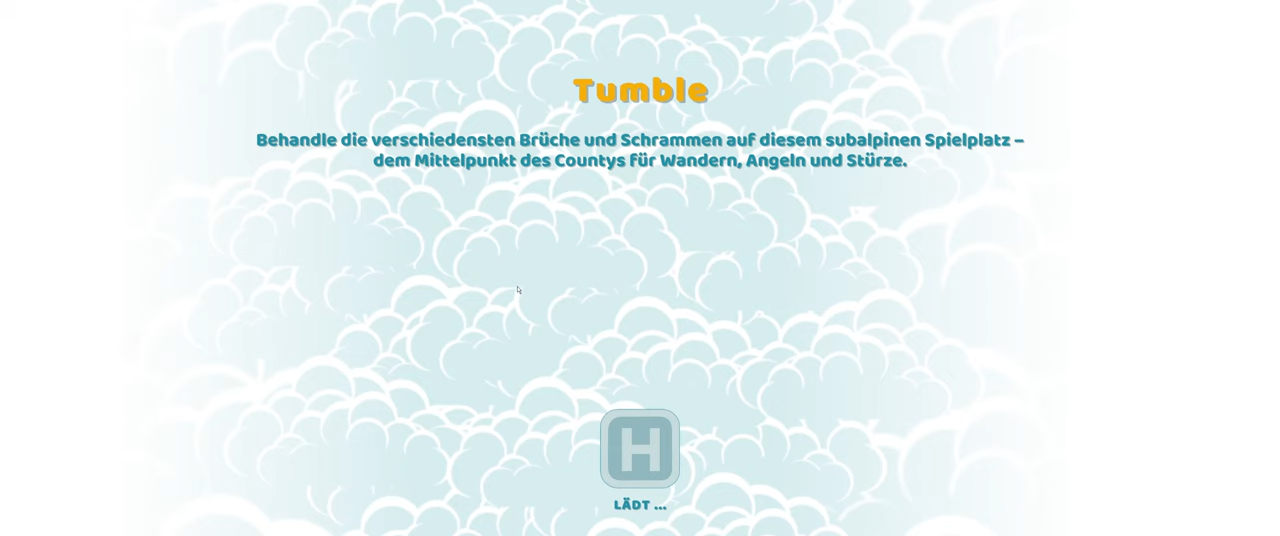 Tumble
Behandle die verschiedensten Brüche und Schrammen auf diesem subalpinen Spielplatz –
dem Mittelpunkt des Countys für Wandern, Angeln und Stürze.
H
LÄDT ...